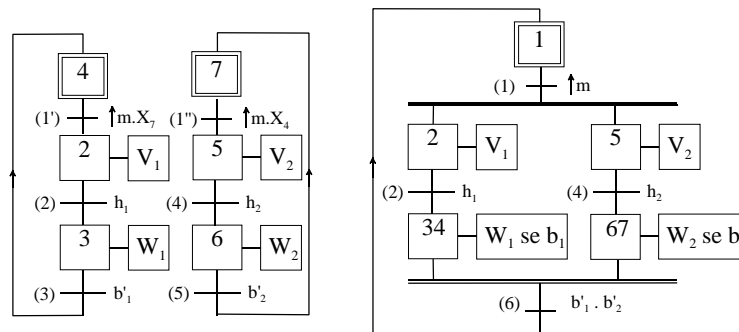 4
7
(1') ↑m.X₇
(1") ↑m.X₄
2 V₁
5 V₂
(2) h₁
(4) h₂
3 W₁
6 W₂
(3) b'₁
(5) b'₂
1
(1) ↑m
2 V₁
5 V₂
(2) h₁
(4) h₂
34 W₁ se b₁
67 W₂ se b
(6) b'₁ . b'₂